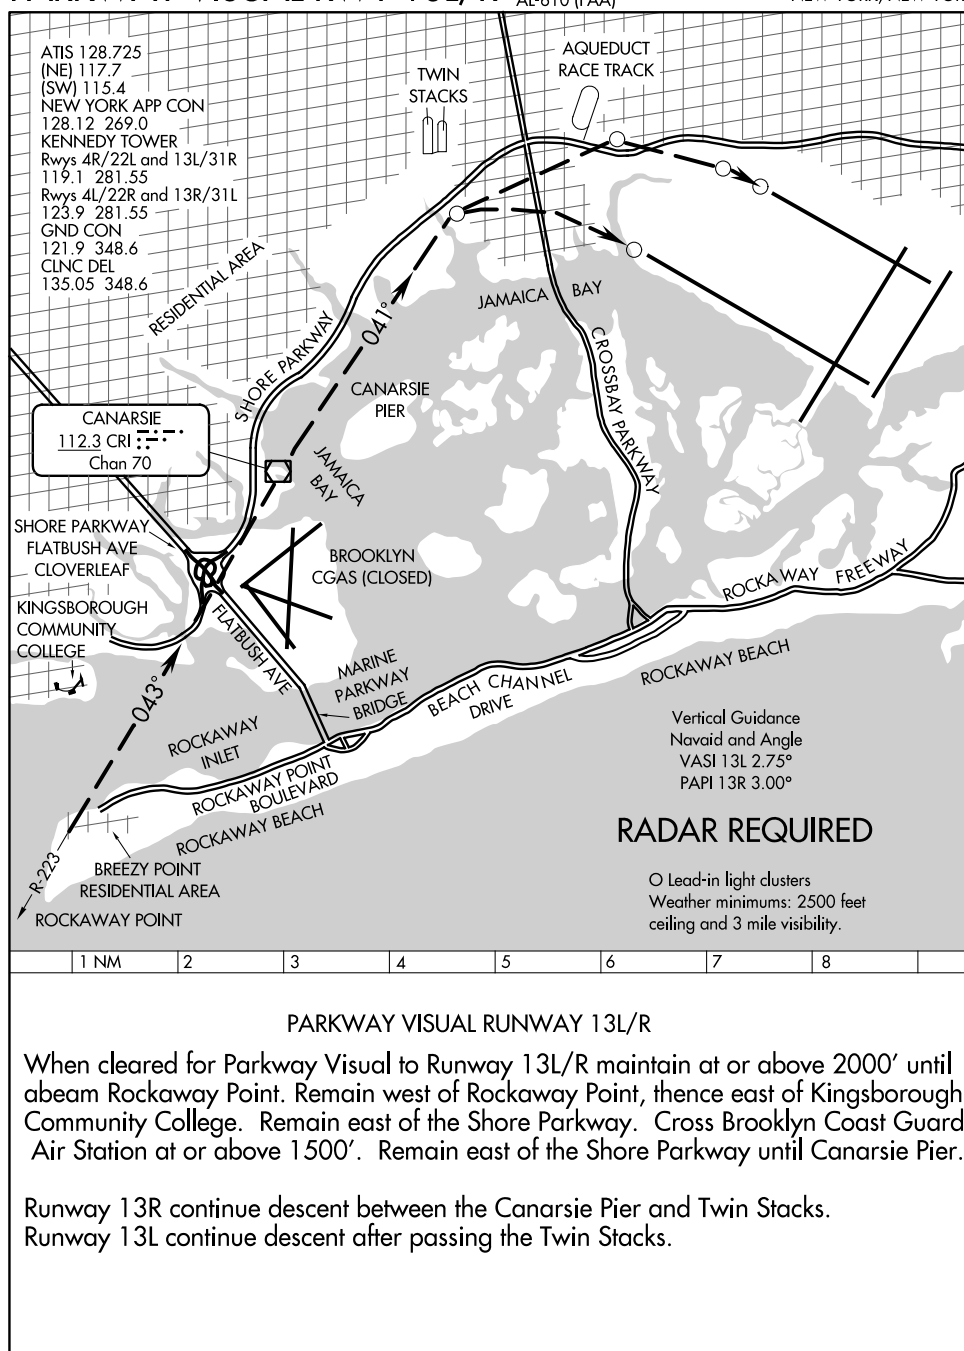 AL-610 (FAA)
ATIS 128.725
(NE) 117.7
(SW) 115.4
NEW YORK APP CON
128.12 269.0
KENNEDY TOWER
Rwys 4R/22L and 13L/31R
119.1 281.55
Rwys 4L/22R and 13R/31L
123.9 281.55
GND CON
121.9 348.6
CLNC DEL
135.05 348.6
TWIN
STACKS
AQUEDUCT
RACE TRACK
RESIDENTIAL AREA
SHORE PARKWAY
041°
JAMAICA BAY
CROSSBAY PARKWAY
CANARSIE
PIER
CANARSIE
112.3 CRI
Chan 70
JAMAICA
BAY
SHORE PARKWAY
FLATBUSH AVE
CLOVERLEAF
BROOKLYN
CGAS (CLOSED)
KINGSBOROUGH
COMMUNITY
COLLEGE
FLATBUSH AVE
MARINE
PARKWAY
BRIDGE
ROCKAWAY FREEWAY
ROCKAWAY BEACH
BEACH CHANNEL
DRIVE
043°
ROCKAWAY
INLET
ROCKAWAY POINT
BOULEVARD
ROCKAWAY BEACH
Vertical Guidance
Navaid and Angle
VASI 13L 2.75°
PAPI 13R 3.00°
RADAR REQUIRED
R-223
BREEZY POINT
RESIDENTIAL AREA
ROCKAWAY POINT
O Lead-in light clusters
Weather minimums: 2500 feet
ceiling and 3 mile visibility.
1 NM 2 3 4 5 6 7 8
PARKWAY VISUAL RUNWAY 13L/R
When cleared for Parkway Visual to Runway 13L/R maintain at or above 2000' until
abeam Rockaway Point. Remain west of Rockaway Point, thence east of Kingsborough
Community College. Remain east of the Shore Parkway. Cross Brooklyn Coast Guard
Air Station at or above 1500'. Remain east of the Shore Parkway until Canarsie Pier.
Runway 13R continue descent between the Canarsie Pier and Twin Stacks.
Runway 13L continue descent after passing the Twin Stacks.